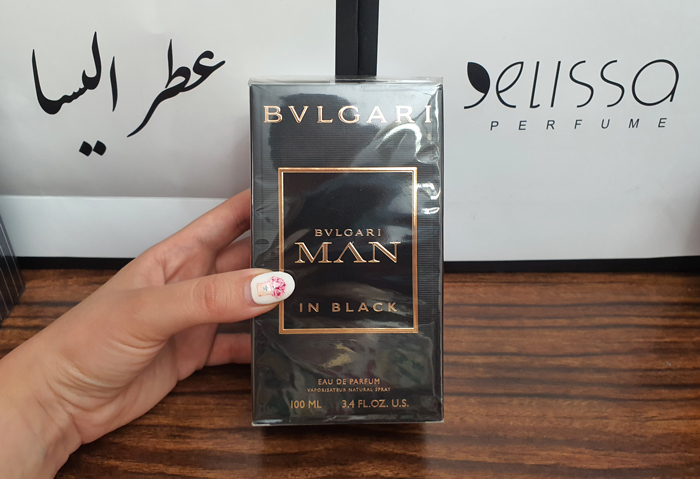 عطر اليسا
elissa
PERFUME
BVLGARI
BVLGARI
MAN
IN BLACK
EAU DE PARFUM
VAPORISATEUR NATURAL SPRAY
100 ML 3,4 FL.OZ. U.S.